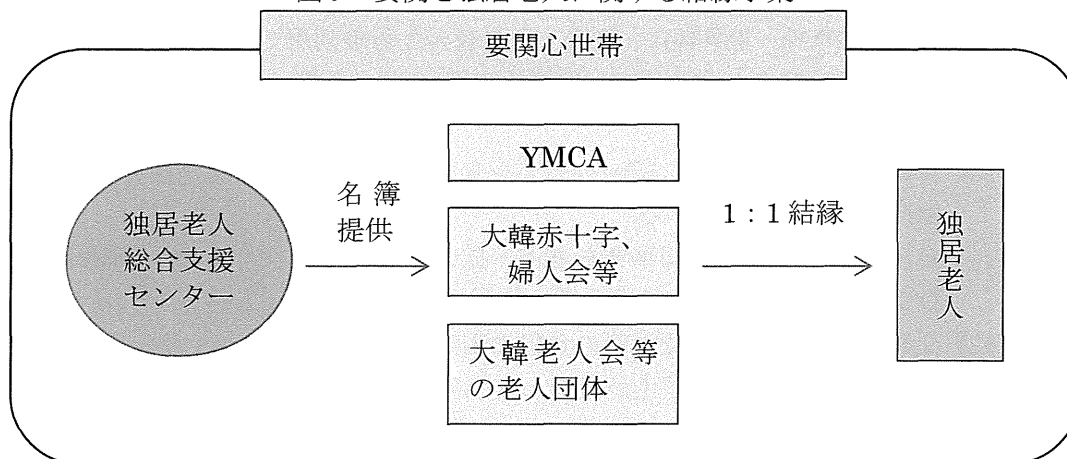 要関心世帯
独居老人
総合支援
センター
名簿
提供
YMCA
大韓赤十字、
婦人会等
大韓老人会等
の老人団体
1:1結縁
独居老人